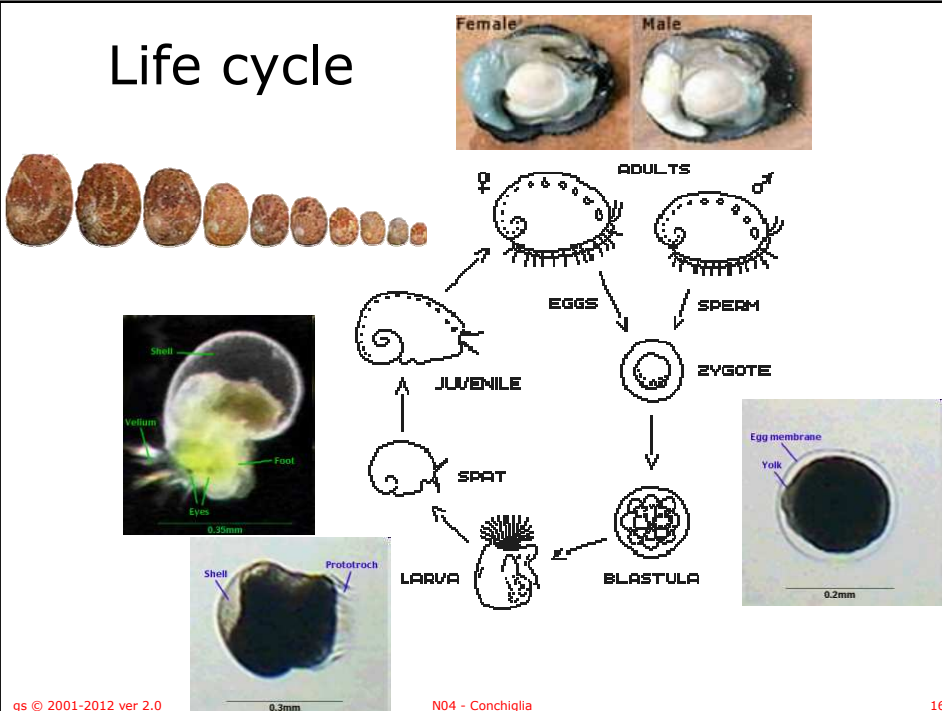 Life cycle
Female
Male
ADULTS
♀
♂
EGGS
SPERM
ZYGOTE
JUVENILE
SPAT
LARVA
BLASTULA
Shell
Velium
Foot
Eyes
0.35mm
Egg membrane
Yolk
0.2mm
Shell
Prototroch
0.3mm
gs © 2001-2012 ver 2.0
N04 - Conchiglia
16